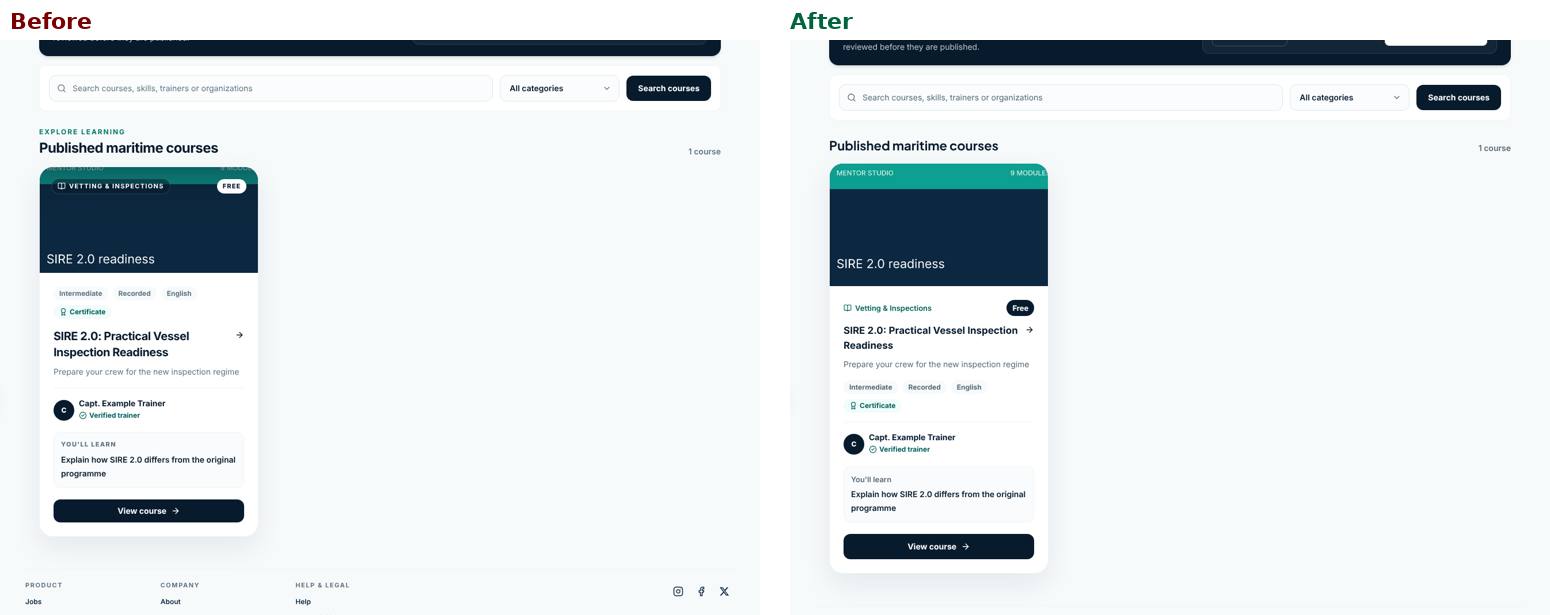 Before
Search courses, skills, trainers or organizations
All categories
Search courses
EXPLORE LEARNING
Published maritime courses
1 course
MENTOR STUDIO
VETTING & INSPECTIONS
FREE
SIRE 2.0 readiness
Intermediate
Recorded
English
Certificate
SIRE 2.0: Practical Vessel
Inspection Readiness
Prepare your crew for the new inspection regime
C
Capt. Example Trainer
Verified trainer
YOU'LL LEARN
Explain how SIRE 2.0 differs from the original
programme
View course
PRODUCT
COMPANY
HELP & LEGAL
Jobs
About
Help
After
reviewed before they are published.
Search courses, skills, trainers or organizations
All categories
Search courses
Published maritime courses
1 course
MENTOR STUDIO
9 MODULE
SIRE 2.0 readiness
Vetting & Inspections
Free
SIRE 2.0: Practical Vessel Inspection
Readiness
Prepare your crew for the new inspection regime
Intermediate
Recorded
English
Certificate
C
Capt. Example Trainer
Verified trainer
You'll learn
Explain how SIRE 2.0 differs from the original
programme
View course